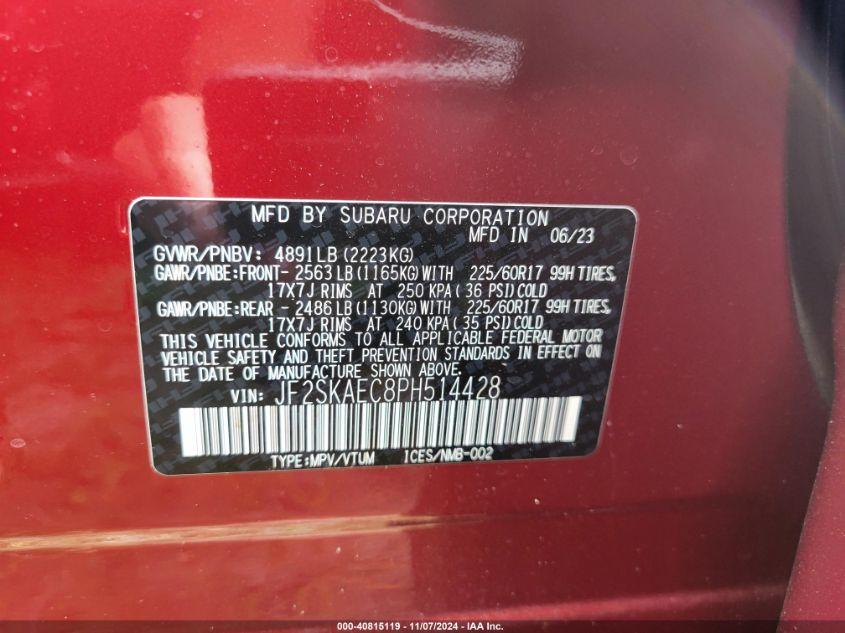 MFD BY SUBARU CORPORATION
MFD IN 06/23
GVWR/PNBV: 4891LB (2223KG)
GAWR/PNBE:FRONT- 2563 LB (1165KG) WITH 225/60R17 99H TIRES,
17X7J RIMS AT 250 KPA ( 36 PSI) COLD
GAWR/PNBE:REAR - 2486 LB (1130KG) WITH 225/60R17 99H TIRES,
17X7J RIMS AT 240 KPA ( 35 PSI) COLD
THIS VEHICLE CONFORMS TO ALL APPLICABLE FEDERAL MOTOR
VEHICLE SAFETY AND THEFT PREVENTION STANDARDS IN EFFECT ON
THE DATE OF MANUFACTURE SHOWN ABOVE.
VIN: JF2SKAEC8PH514428
TYPE:MPV/VTUM ICES/NMB-002
000-40815119 - 11/07/2024 - IAA Inc.